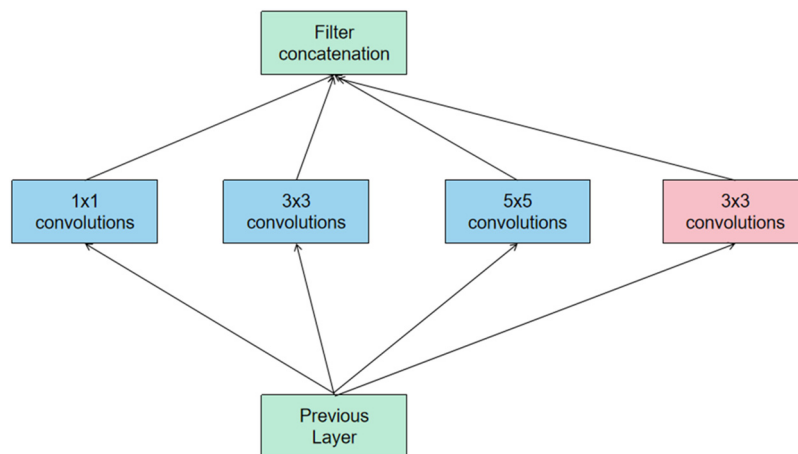 Filter
concatenation
1x1
convolutions
3x3
convolutions
5x5
convolutions
3x3
convolutions
Previous
Layer